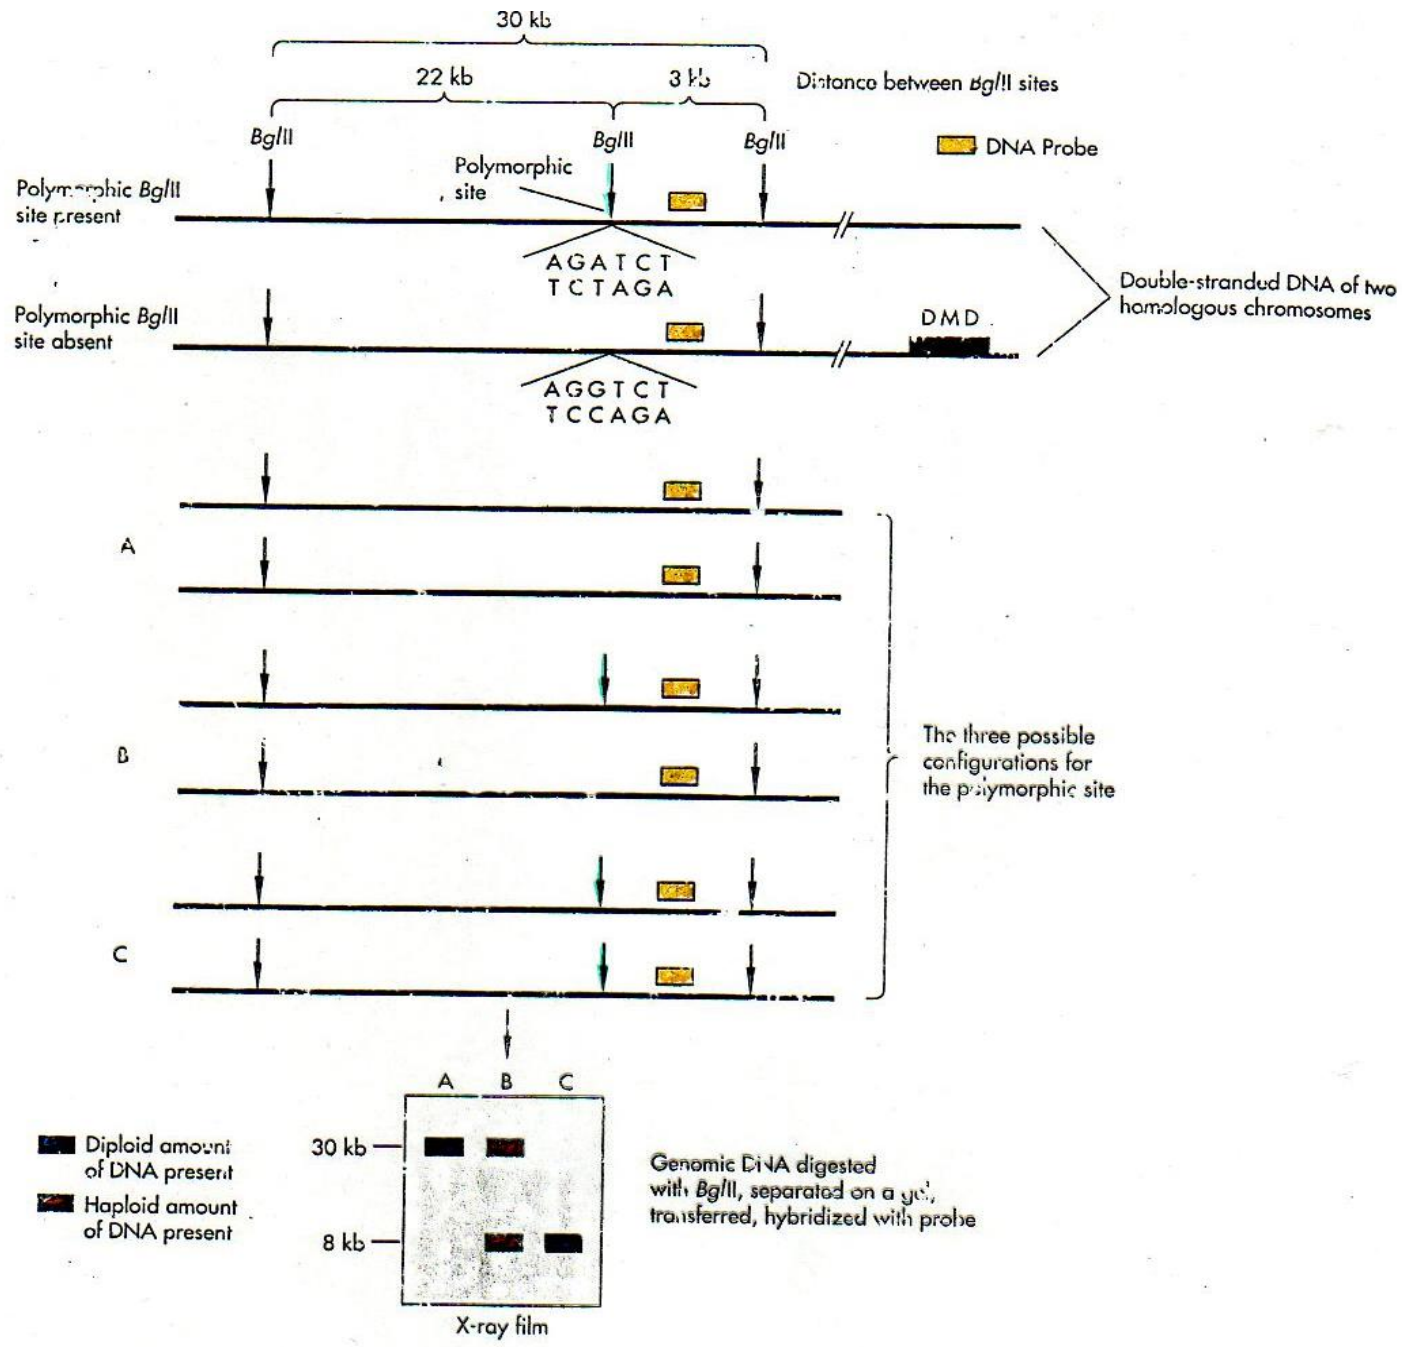 30 kb
22 kb
3 kb
Distance between BglII sites
BglII
BglII
BglII
DNA Probe
Polymorphic
site
Polymorphic BglII
site present
AGATCT
TCTAGA
Double-stranded DNA of two
homologous chromosomes
Polymorphic BglII
site absent
DMD
AGGTCT
TCCAGA
A
B
The three possible
configurations for
the polymorphic site
C
A B C
Diploid amount
of DNA present
30 kb
Genomic DNA digested
with BglII, separated on a gel,
transferred, hybridized with probe
Haploid amount
of DNA present
8 kb
X-ray film